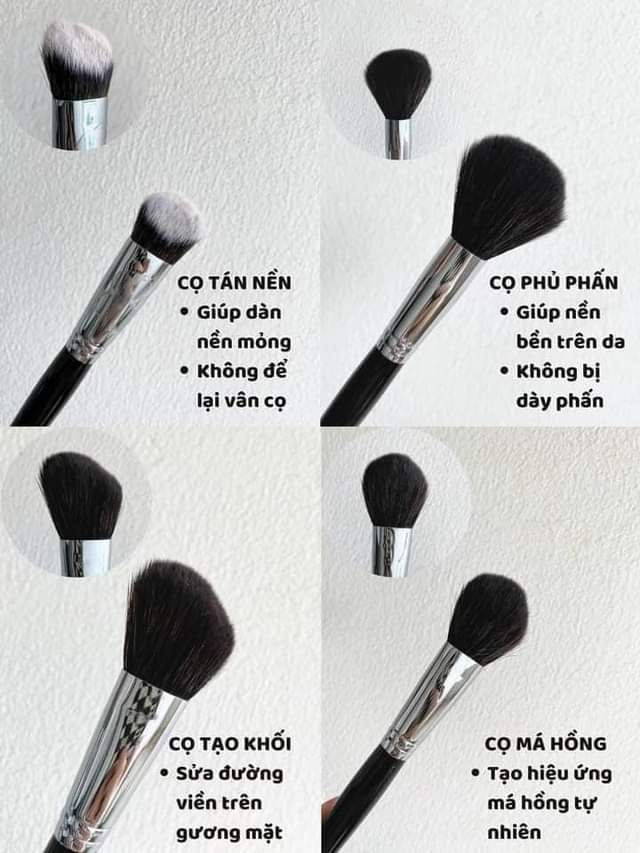 CỌ TÁN NỀN
• Giúp dàn
nền mỏng
• Không để
lại vân cọ
CỌ PHỦ PHẤN
• Giúp nền
bền trên da
• Không bị
dày phấn
CỌ TẠO KHỐI
• Sửa đường
viền trên
gương mặt
CỌ MÁ HỒNG
• Tạo hiệu ứng
má hồng tự
nhiên